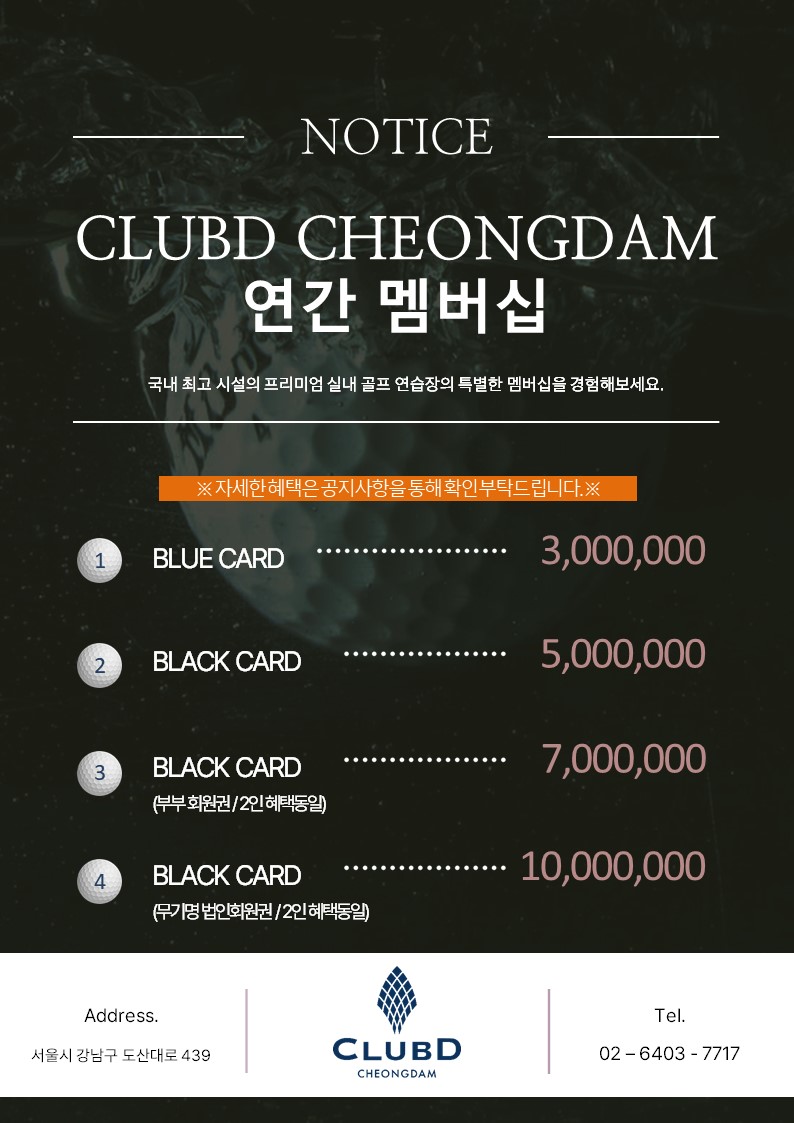 NOTICE
CLUBD CHEONGDAM
연간 멤버십
국내 최고 시설의 프리미엄 실내 골프 연습장의 특별한 멤버십을 경험해보세요.
※ 자세한 혜택은 공지사항을 통해 확인 부탁드립니다. ※
1 BLUE CARD •••••••••••••••••••• 3,000,000
2 BLACK CARD ••••••••••••••••• 5,000,000
3 BLACK CARD ••••••••••••••••• 7,000,000
(부부 회원권 / 2인 혜택동일)
4 BLACK CARD ••••••••••••••••• 10,000,000
(무기명 법인회원권 / 2인 혜택동일)
Address.
서울시 강남구 도산대로 439
CLUBD
CHEONGDAM
Tel.
02 – 6403 - 7717